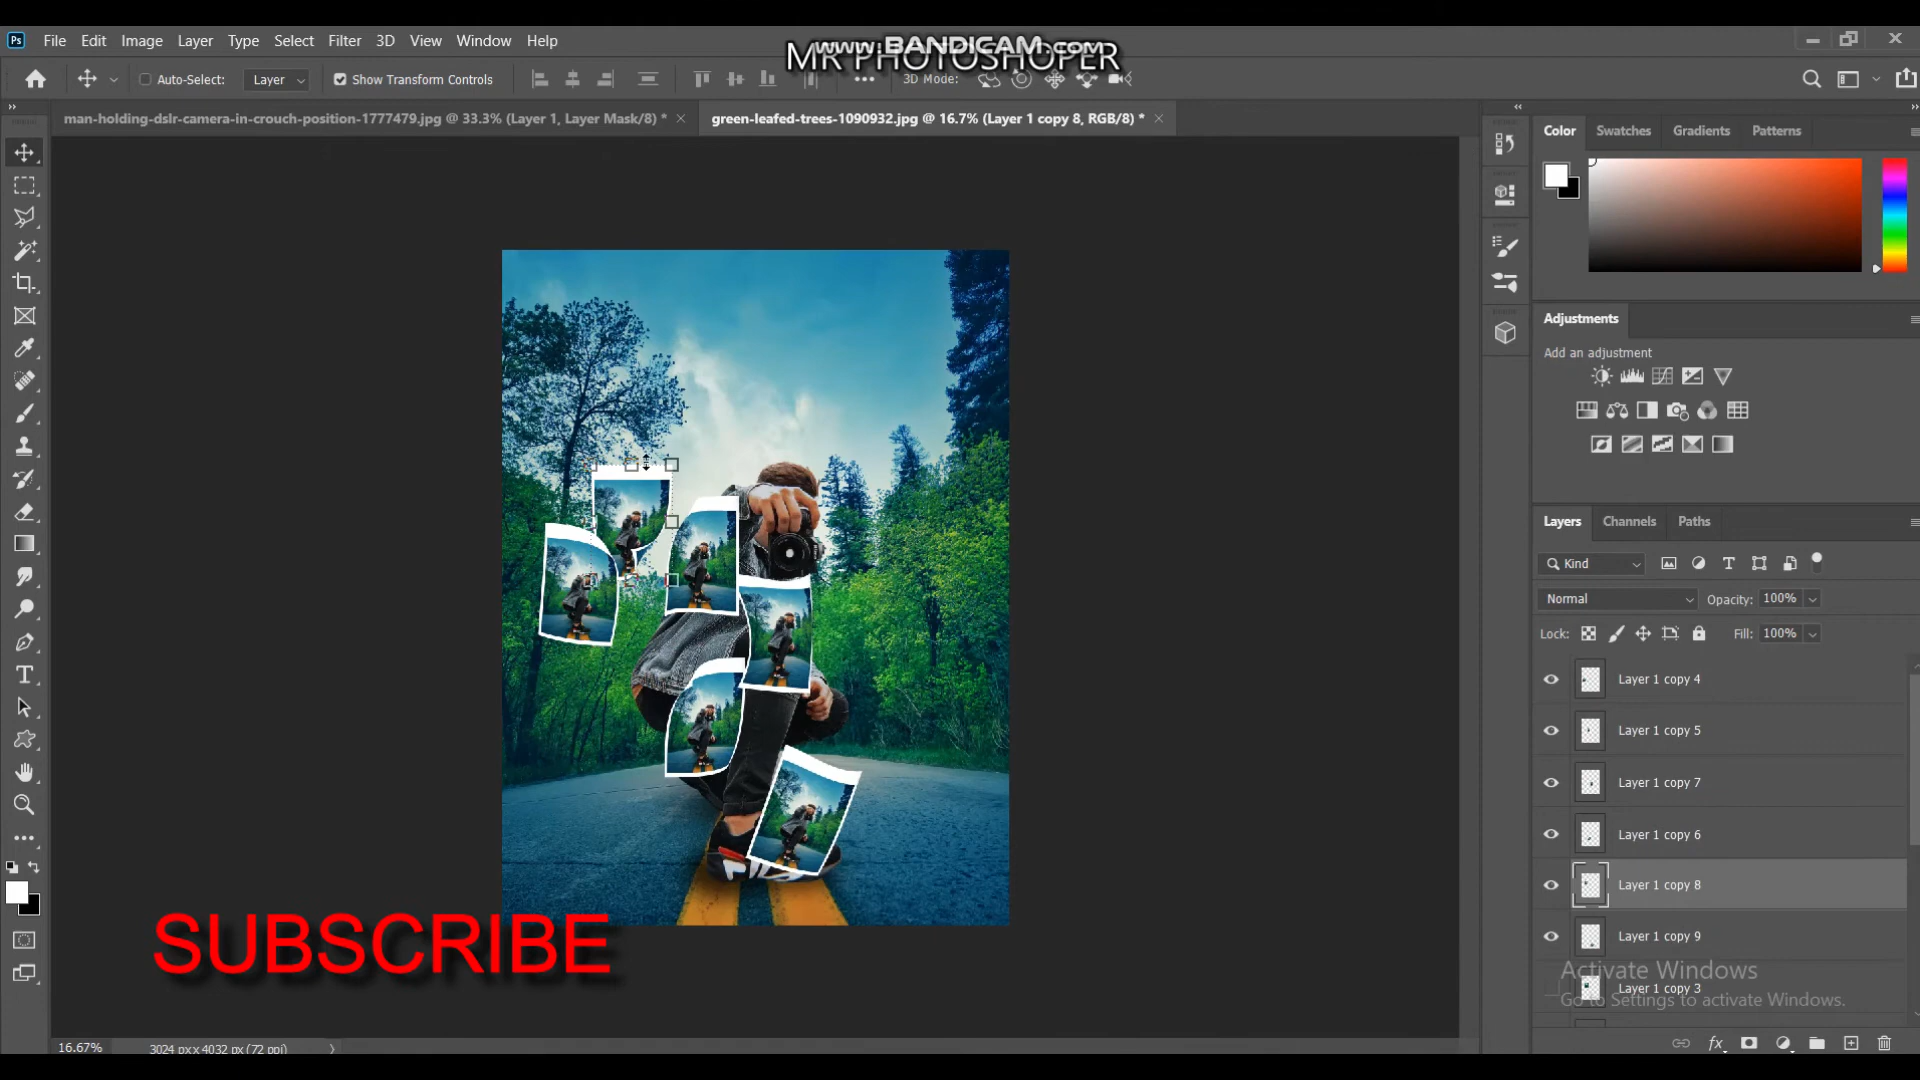 Ps File Edit Image Layer Type Select Filter 3D View Window Help
www.BANDICAM.com
MR PHOTOSHOPER
Auto-Select: Layer Show Transform Controls 3D Mode:
man-holding-dslr-camera-in-crouch-position-1777479.jpg @ 33.3% (Layer 1, Layer Mask/8) *
green-leafed-trees-1090932.jpg @ 16.7% (Layer 1 copy 8, RGB/8) *
Color Swatches Gradients Patterns
Adjustments
Add an adjustment
Layers Channels Paths
Kind
Normal Opacity: 100%
Lock: Fill: 100%
Layer 1 copy 4
Layer 1 copy 5
Layer 1 copy 7
Layer 1 copy 6
Layer 1 copy 8
Layer 1 copy 9
Activate Windows
Layer 1 copy 3
Go to Settings to activate Windows.
SUBSCRIBE
fx
16.67% 3024 px x 4032 px (72 ppi)